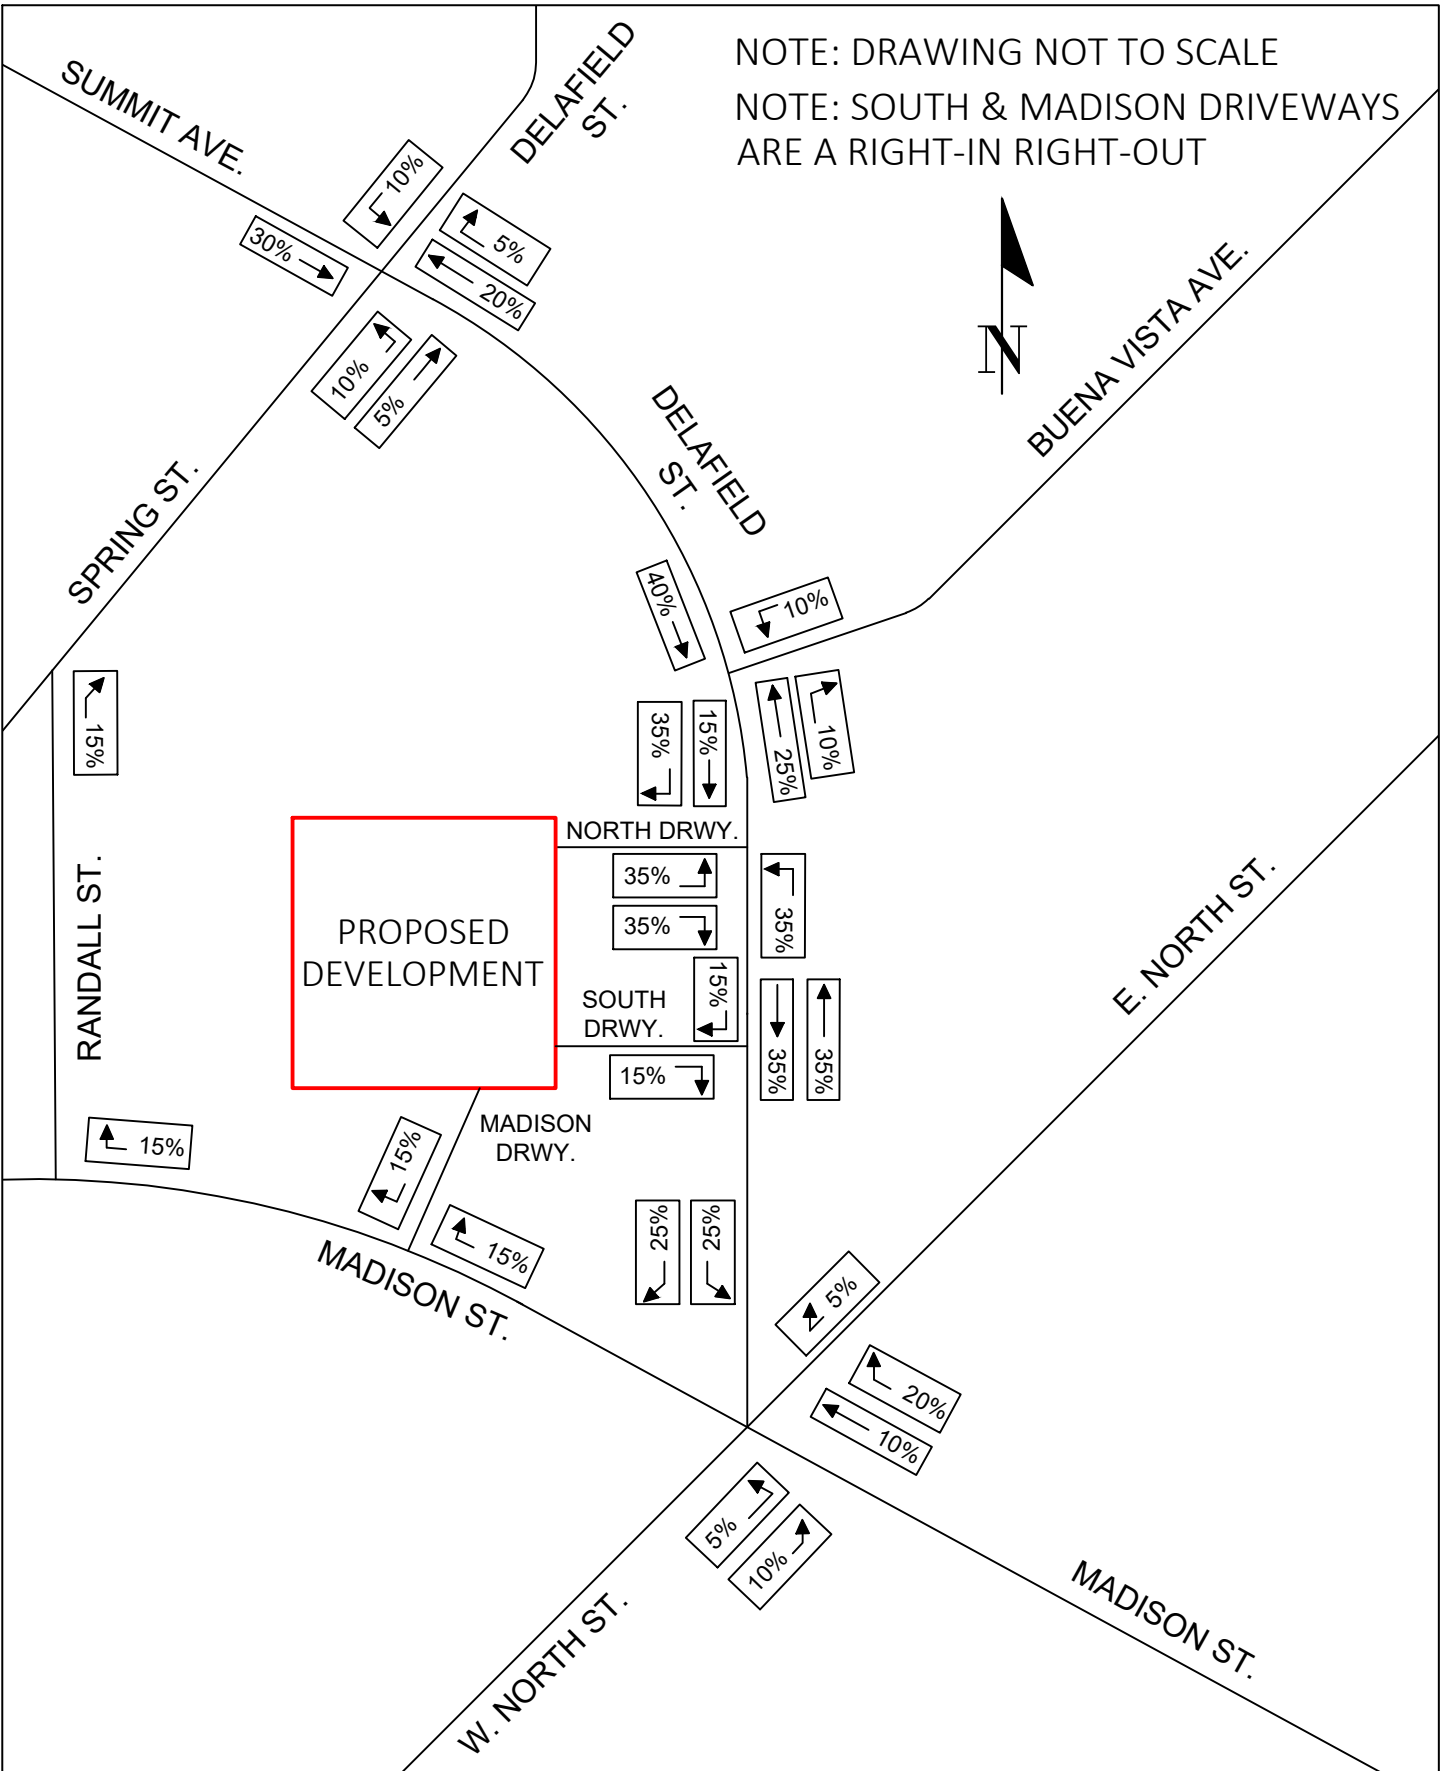 NOTE: DRAWING NOT TO SCALE
NOTE: SOUTH & MADISON DRIVEWAYS
ARE A RIGHT-IN RIGHT-OUT
DELAFIELD
ST.
SUMMIT AVE.
10%
30%
5%
20%
N
10%
5%
BUENA VISTA AVE.
DELAFIELD
ST.
SPRING ST.
40%
10%
15%
35%
15%
25%
10%
NORTH DRWY.
35%
35%
35%
PROPOSED
DEVELOPMENT
RANDALL ST.
E. NORTH ST.
15%
SOUTH
DRWY.
35%
35%
15%
MADISON
DRWY.
15%
15%
15%
25%
25%
MADISON ST.
5%
20%
10%
5%
10%
MADISON ST.
W. NORTH ST.